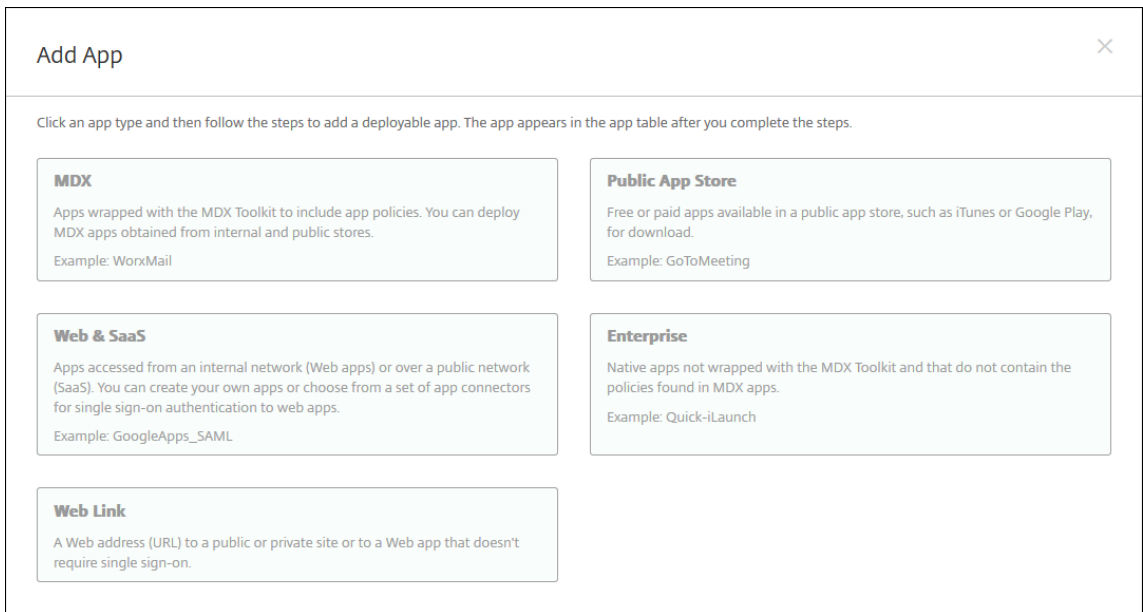 Add App
Click an app type and then follow the steps to add a deployable app. The app appears in the app table after you complete the steps.
MDX
Apps wrapped with the MDX Toolkit to include app policies. You can deploy
MDX apps obtained from internal and public stores.
Example: WorxMail
Public App Store
Free or paid apps available in a public app store, such as iTunes or Google Play,
for download.
Example: GoToMeeting
Web & SaaS
Apps accessed from an internal network (Web apps) or over a public network
(SaaS). You can create your own apps or choose from a set of app connectors
for single sign-on authentication to web apps.
Example: GoogleApps_SAML
Enterprise
Native apps not wrapped with the MDX Toolkit and that do not contain the
policies found in MDX apps.
Example: Quick-iLaunch
Web Link
A Web address (URL) to a public or private site or to a Web app that doesn't
require single sign-on.